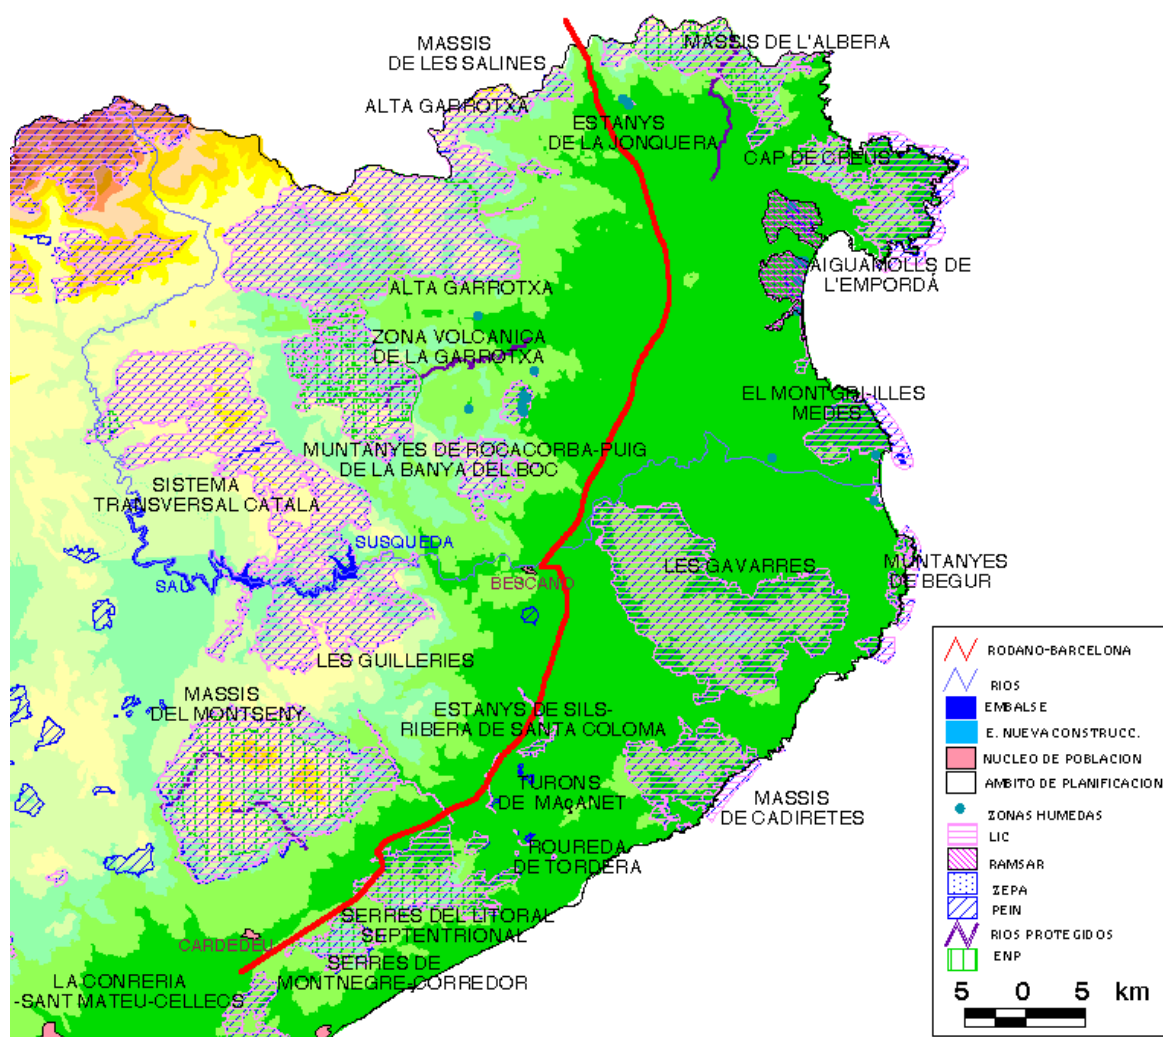 MASSIS
DE LES SALINES
MASSIS DE L'ALBERA
ALTA GARROTXA
ESTANYS
DE LA JONQUERA
CAP DE CREUS
AIGUAMOLLS DE
L'EMPORDÀ
ALTA GARROTXA
ZONA VOLCANICA
DE LA GARROTXA
EL MONTGRI-ILLES
MEDES
MUNTANYES DE ROCACORBA-PUIG
DE LA BANYA DEL BOC
SISTEMA
TRANSVERSAL CATALA
SUSQUEDA
SAU
BESCANO
LES GAVARRES
MUNTANYES
DE BEGUR
LES GUILLERIES
MASSIS
DEL MONTSENY
ESTANYS DE SILS-
RIBERA DE SANTA COLOMA
TURONS
DE MAçANET
MASSIS
DE CADIRETES
ROUREDA
DE TORDERA
SERRES DEL LITORAL
SEPTENTRIONAL
CARDEDEU
SERRES DE
MONTNEGRE-CORREDOR
LA CONRERIA
-SANT MATEU-CELLECS
RODANO-BARCELONA
RIOS
EMBALSE
E. NUEVA CONSTRUCC.
NUCLEO DE POBLACION
AMBITO DE PLANIFICACION
ZONAS HUMEDAS
LIC
RAMSAR
ZEPA
PEIN
RIOS PROTEGIDOS
ENP
5 0 5 km